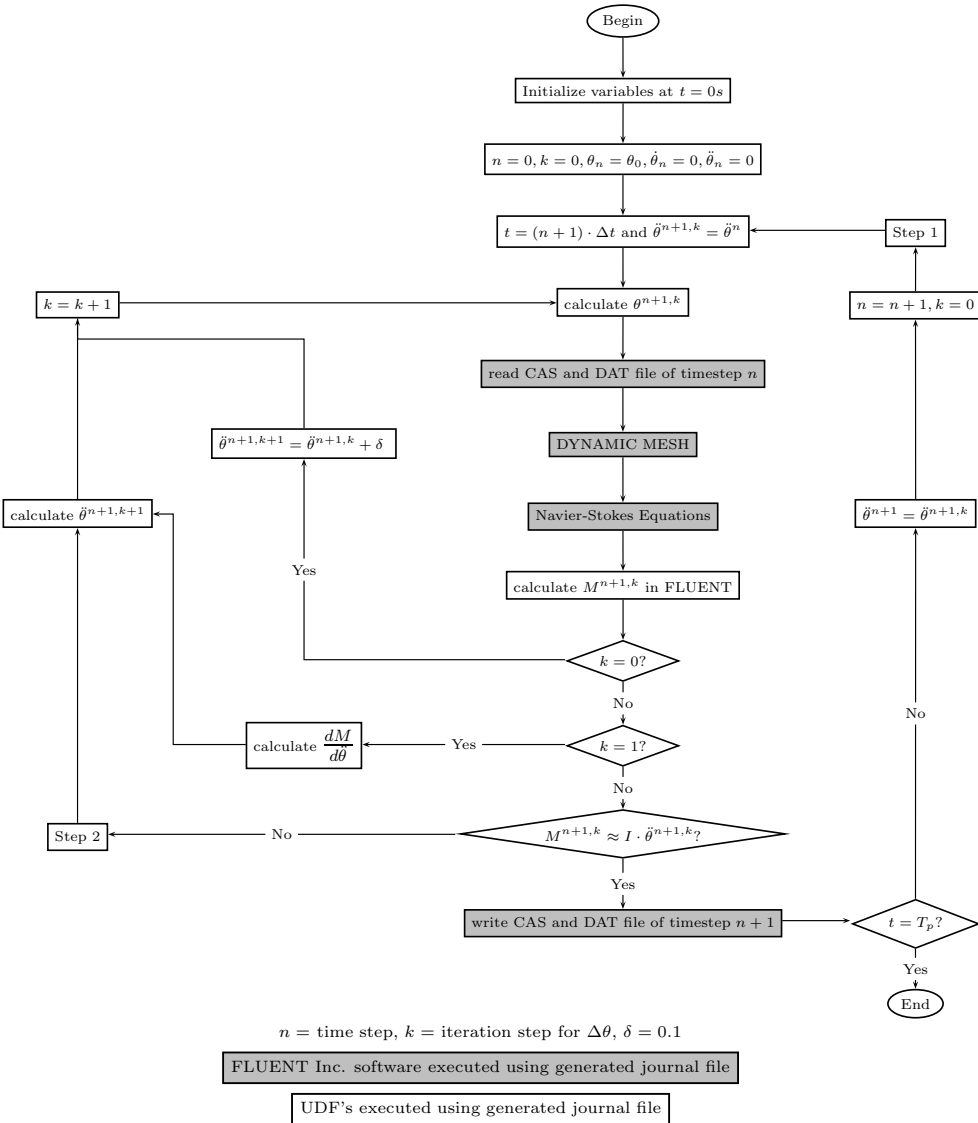 Begin
Initialize variables at t = 0s
n = 0, k = 0, θ_n = θ_0, θ̇_n = 0, θ̈_n = 0
t = (n + 1) · Δt and θ̈^{n+1,k} = θ̈^n
Step 1
k = k + 1
calculate θ^{n+1,k}
n = n + 1, k = 0
read CAS and DAT file of timestep n
θ̈^{n+1,k+1} = θ̈^{n+1,k} + δ
DYNAMIC MESH
calculate θ̈^{n+1,k+1}
Navier-Stokes Equations
θ̈^{n+1} = θ̈^{n+1,k}
Yes
calculate M^{n+1,k} in FLUENT
k = 0?
No
No
calculate dM/dθ̈
Yes
k = 1?
No
Step 2
No
M^{n+1,k} ≈ I · θ̈^{n+1,k}?
Yes
write CAS and DAT file of timestep n + 1
t = T_p?
Yes
End
n = time step, k = iteration step for Δθ, δ = 0.1
FLUENT Inc. software executed using generated journal file
UDF's executed using generated journal file